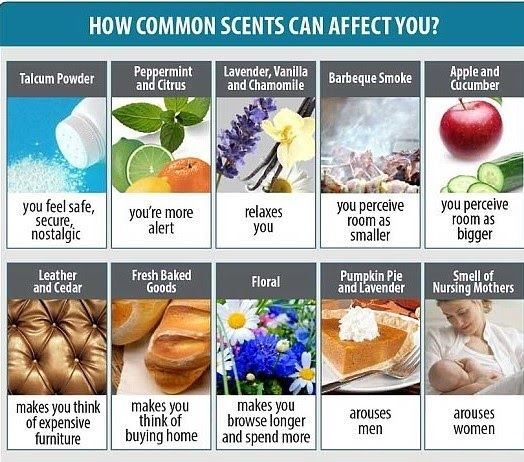 HOW COMMON SCENTS CAN AFFECT YOU?
Talcum Powder
you feel safe,
secure,
nostalgic
Peppermint
and Citrus
you're more
alert
Lavender, Vanilla
and Chamomile
relaxes
you
Barbeque Smoke
you perceive
room as
smaller
Apple and
Cucumber
you perceive
room as
bigger
Leather
and Cedar
makes you think
of expensive
furniture
Fresh Baked
Goods
makes you
think of
buying home
Floral
makes you
browse longer
and spend more
Pumpkin Pie
and Lavender
arouses
men
Smell of
Nursing Mothers
arouses
women